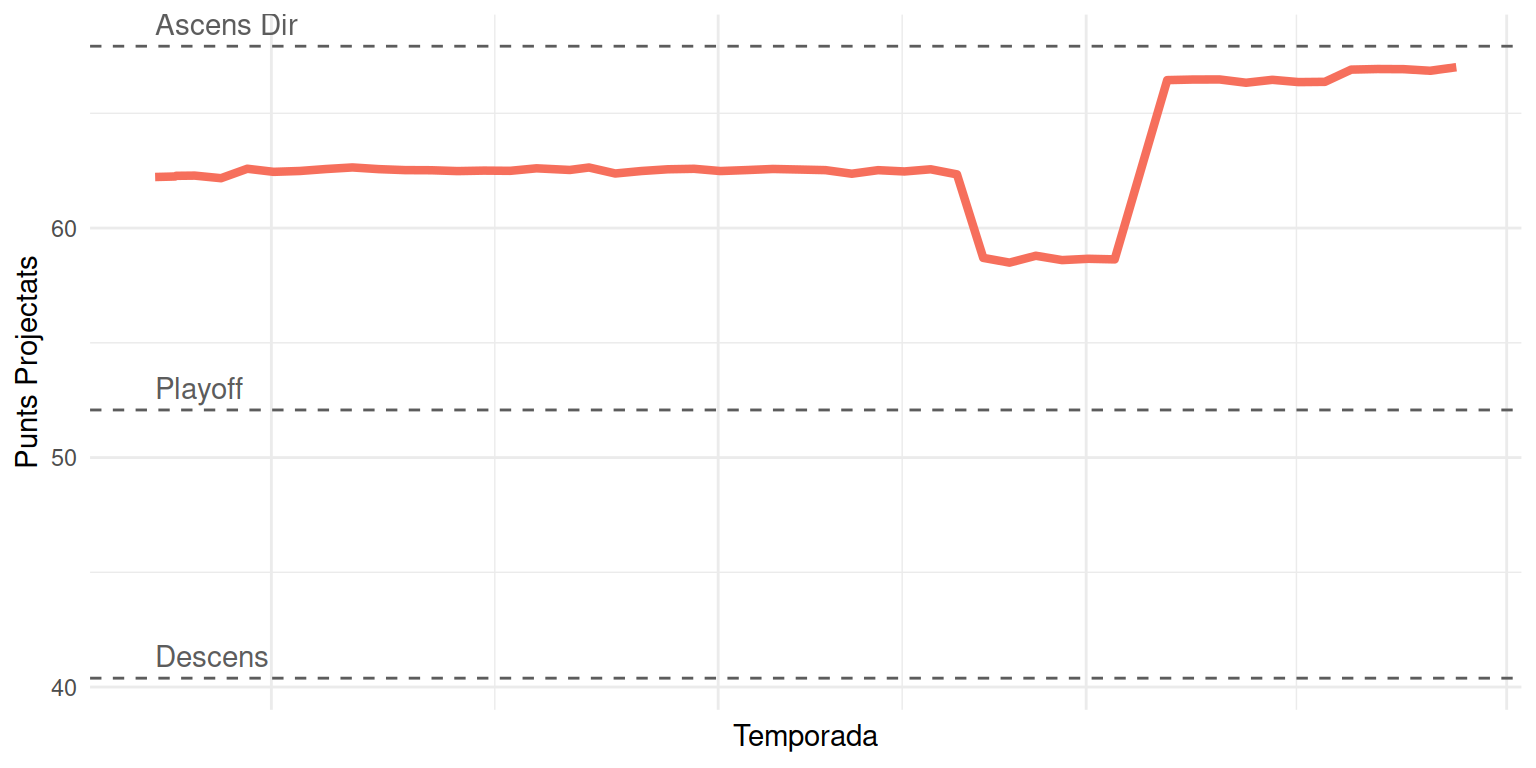 Ascens Dir
60
Punts Projectats
Playoff
50
Descens
40
Temporada